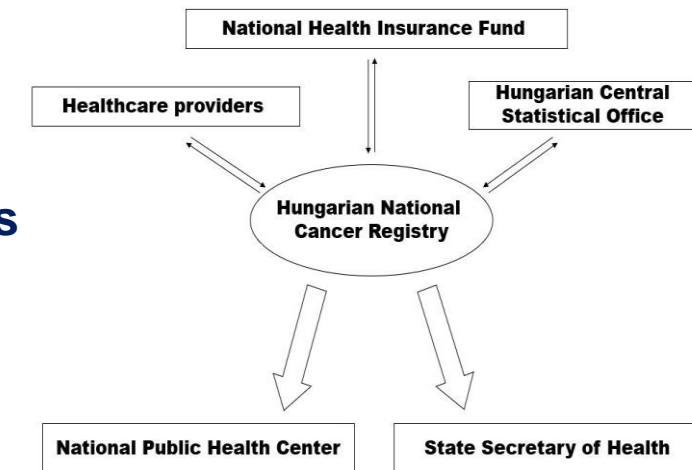 National Health Insurance Fund
Healthcare providers
Hungarian Central
Statistical Office
s
Hungarian National
Cancer Registry
National Public Health Center
State Secretary of Health